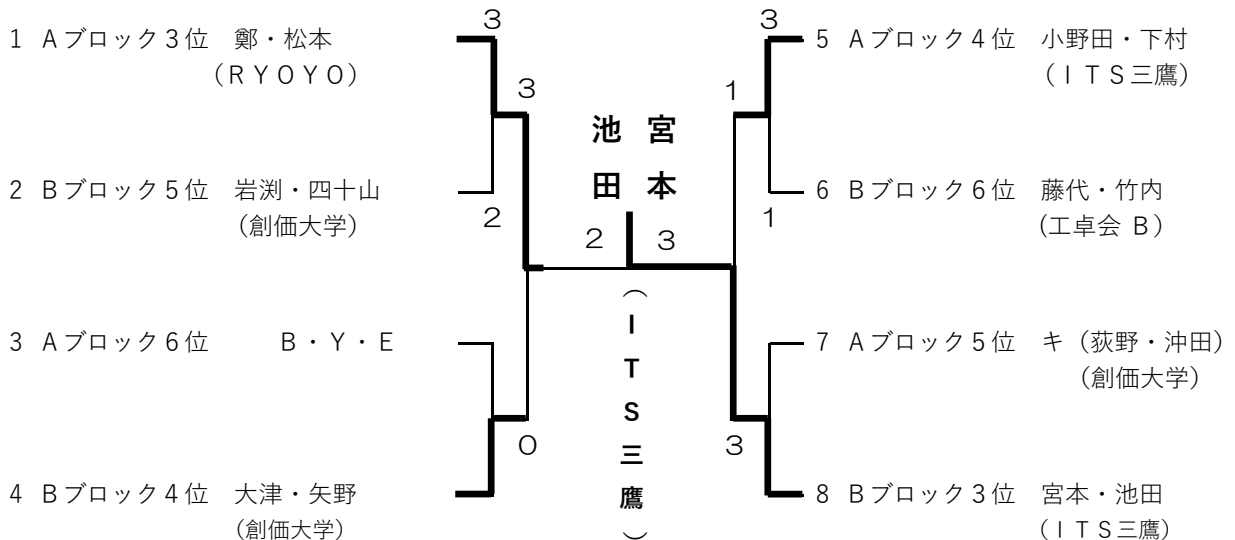 3
3
1 Aブロック3位 鄭・松本
5 Aブロック4位 小野田・下村
(RYOYO)
(ITS三鷹)
3
1
池 宮
田 本
2 Bブロック5位 岩渕・四十山
6 Bブロック6位 藤代・竹内
(創価大学)
(工卓会 B)
2
1
2
3
(ITS三鷹)
3 Aブロック6位 B・Y・E
7 Aブロック5位 キ(荻野・沖田)
(創価大学)
0
3
4 Bブロック4位 大津・矢野
8 Bブロック3位 宮本・池田
(創価大学)
(ITS三鷹)